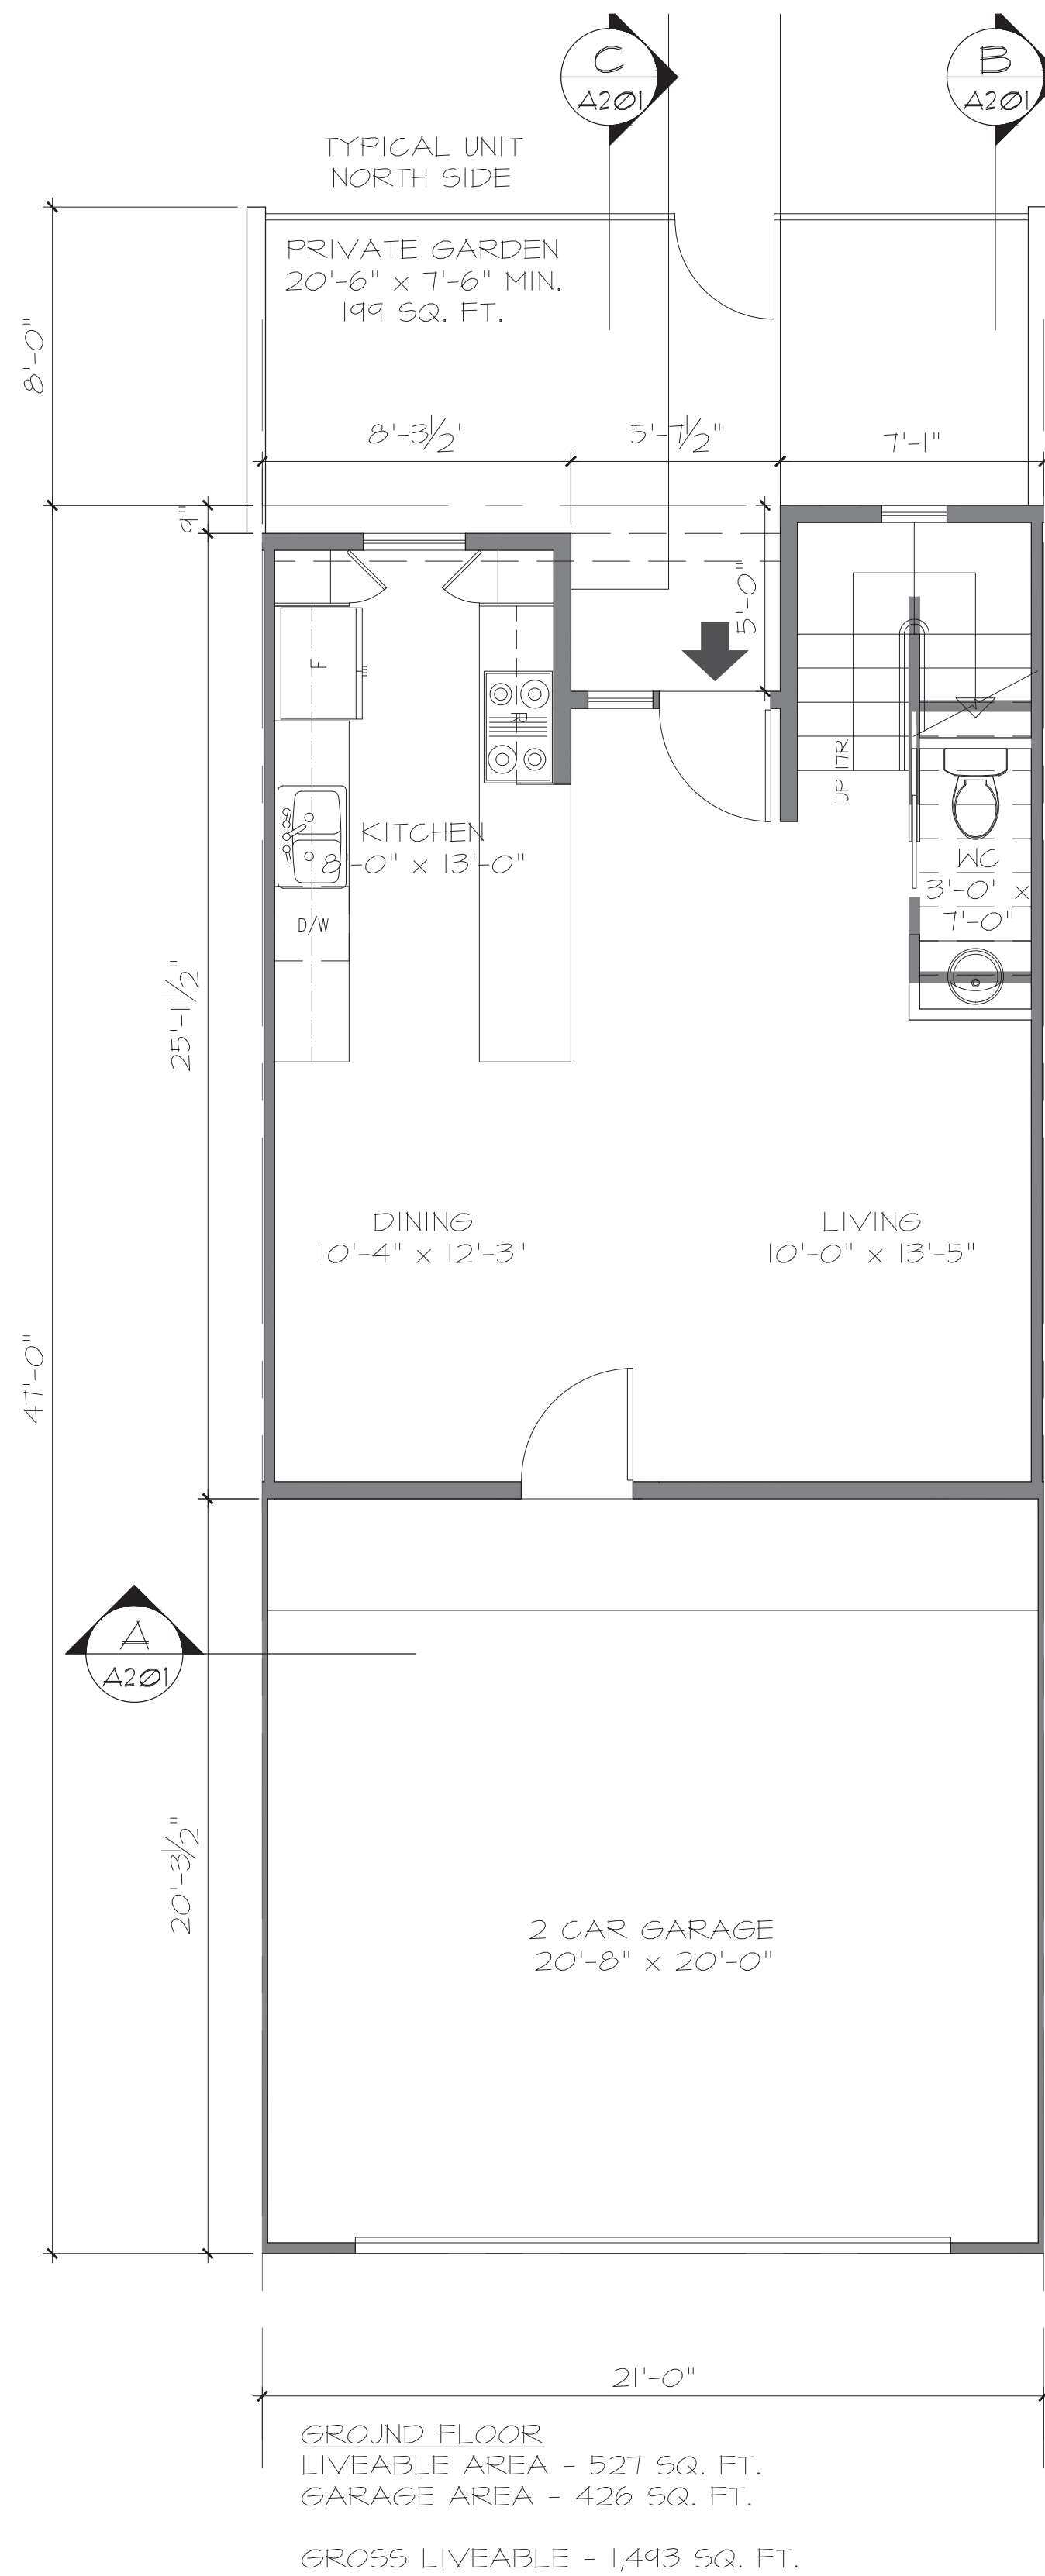 C
A2Ø1
B
A2Ø1
TYPICAL UNIT
NORTH SIDE
PRIVATE GARDEN
20'-6" x 7'-6" MIN.
199 SQ. FT.
8'-0"
8'-3½"
5'-7½"
7'-1"
9"
5'-0"
F
R
UP 17R
KITCHEN
8'-0" x 13'-0"
WC
3'-0" x
7'-0"
D/W
25'-11½"
DINING
10'-4" x 12'-3"
LIVING
10'-0" x 13'-5"
47'-0"
A
A2Ø1
20'-3½"
2 CAR GARAGE
20'-8" x 20'-0"
21'-0"
GROUND FLOOR
LIVEABLE AREA - 527 SQ. FT.
GARAGE AREA - 426 SQ. FT.
GROSS LIVEABLE - 1,493 SQ. FT.